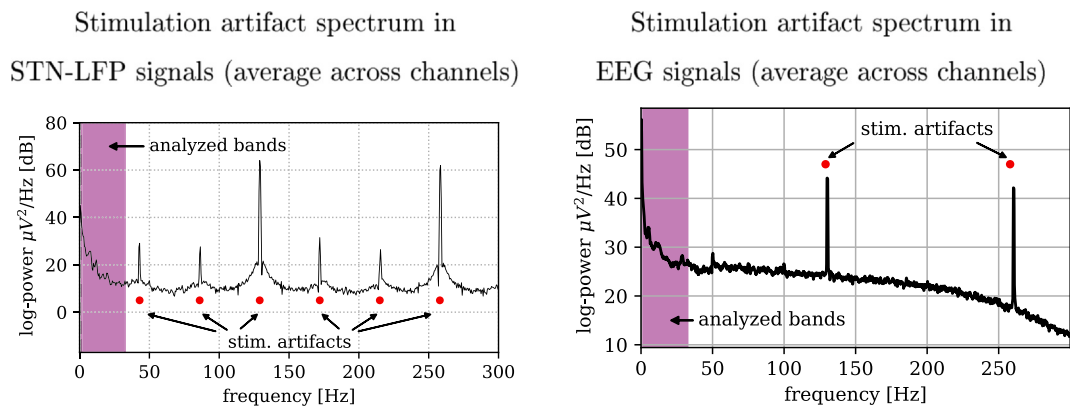 Stimulation artifact spectrum in
STN-LFP signals (average across channels)
80
60
40
20
0
log-power μV²/Hz [dB]
analyzed bands
stim. artifacts
0 50 100 150 200 250 300
frequency [Hz]
Stimulation artifact spectrum in
EEG signals (average across channels)
50
40
30
20
10
log-power μV²/Hz [dB]
stim. artifacts
analyzed bands
0 50 100 150 200 250
frequency [Hz]